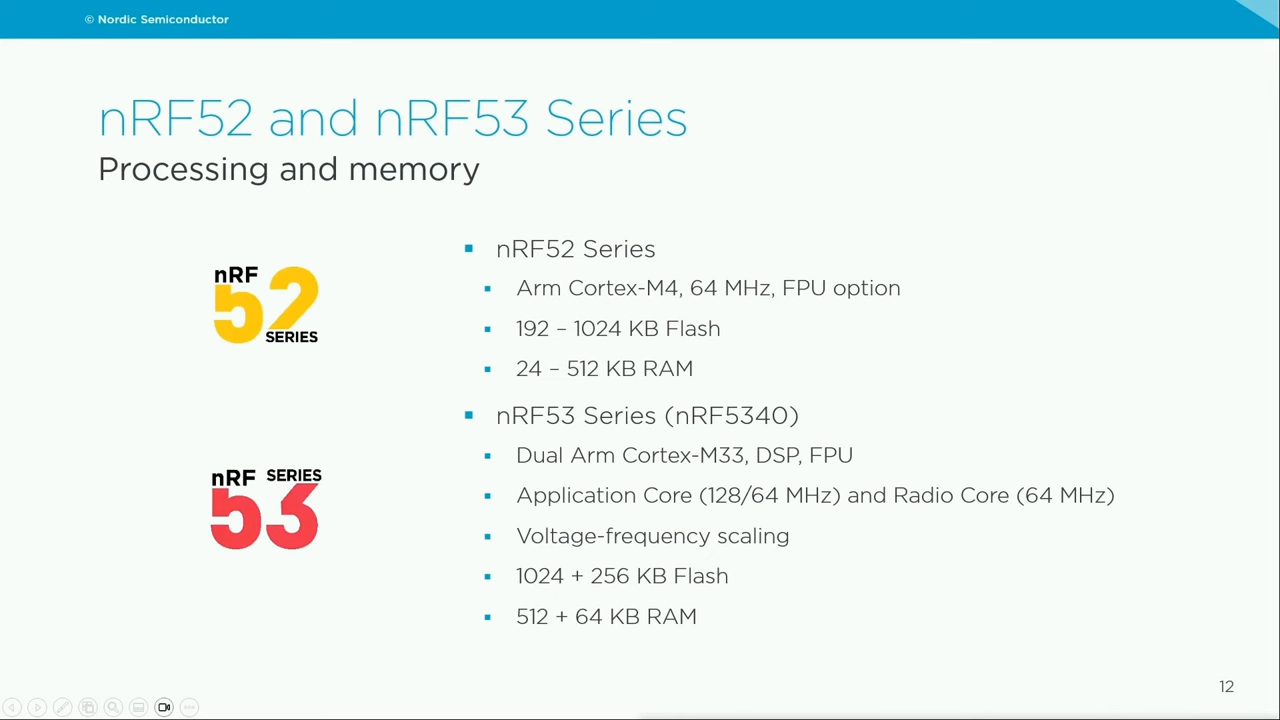 © Nordic Semiconductor
nRF52 and nRF53 Series
Processing and memory
nRF
52
SERIES
nRF52 Series
Arm Cortex-M4, 64 MHz, FPU option
192 – 1024 KB Flash
24 – 512 KB RAM
nRF SERIES
53
nRF53 Series (nRF5340)
Dual Arm Cortex-M33, DSP, FPU
Application Core (128/64 MHz) and Radio Core (64 MHz)
Voltage-frequency scaling
1024 + 256 KB Flash
512 + 64 KB RAM
12